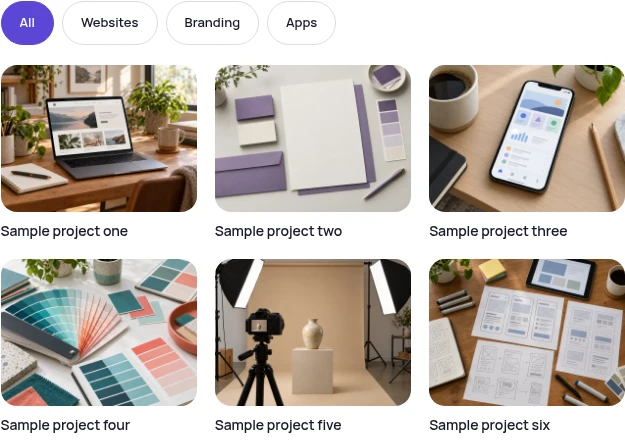 All
Websites
Branding
Apps
Sample project one
Sample project two
Sample project three
Sample project four
Sample project five
Sample project six